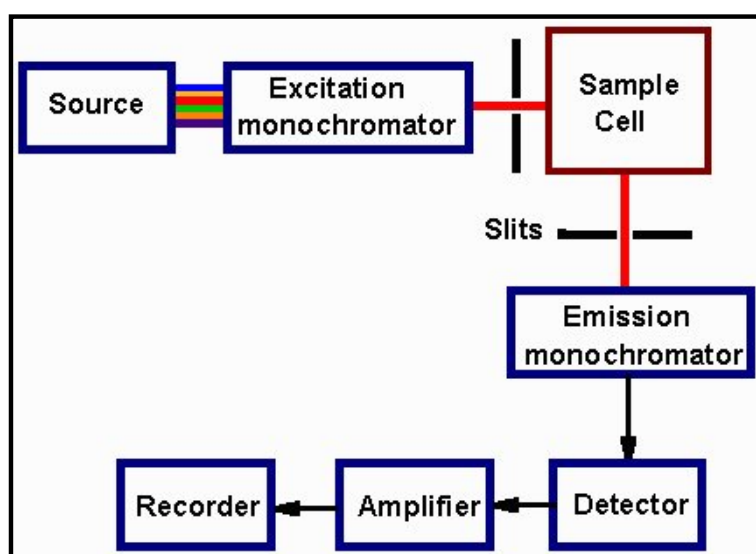 Source
Excitation
monochromator
Sample
Cell
Slits
Emission
monochromator
Detector
Amplifier
Recorder